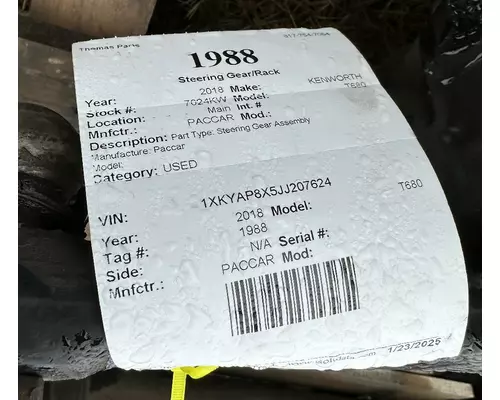 Thomas Parts
1988
Steering Gear/Rack
Year: 2018 Make: KENWORTH
Stock #: 7624KW Model: T680
Location: Main Int. #
Mnfctr.: PACCAR Mod.:
Description: Part Type: Steering Gear Assembly
Manufacture: Paccar
Model:
Category: USED
VIN: 1XKYAP8X5JJ207624
Year: 2018 Model: T680
Tag #: 1988
Side: N/A Serial #:
Mnfctr.: PACCAR Mod:
1/23/2025